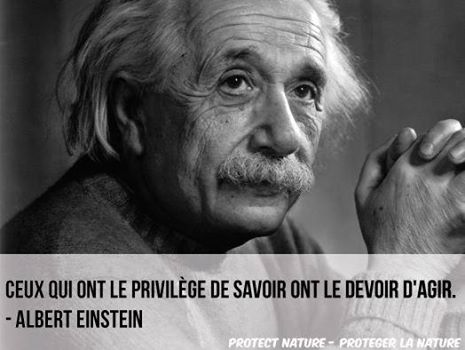 CEUX QUI ONT LE PRIVILÈGE DE SAVOIR ONT LE DEVOIR D'AGIR.
- ALBERT EINSTEIN
PROTECT NATURE - PROTEGER LA NATURE